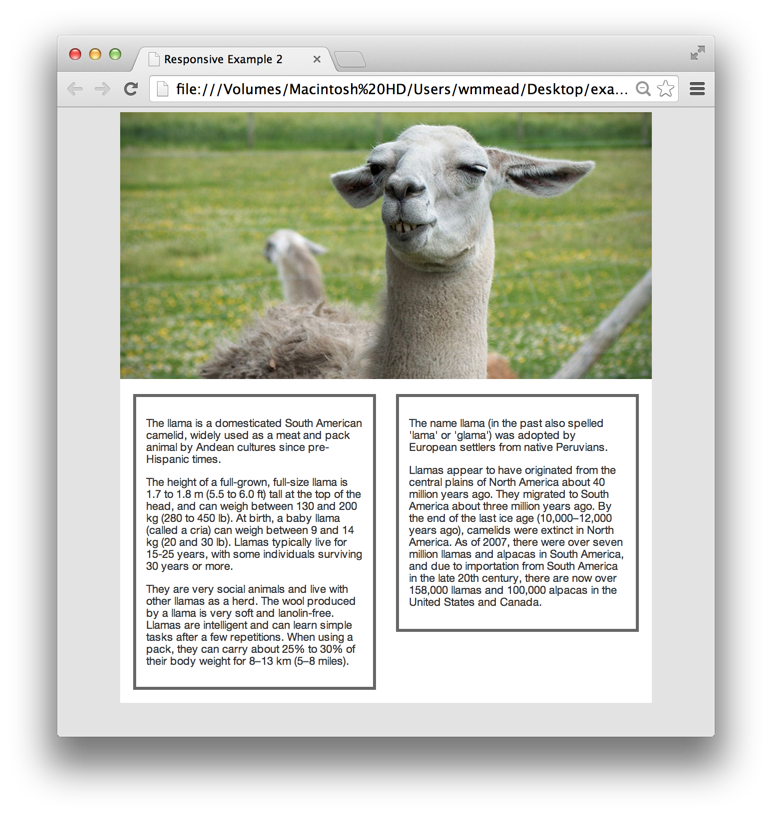 Responsive Example 2
file:///Volumes/Macintosh%20HD/Users/wmmead/Desktop/exa...
The llama is a domesticated South American
camelid, widely used as a meat and pack
animal by Andean cultures since pre-
Hispanic times.
The height of a full-grown, full-size llama is
1.7 to 1.8 m (5.5 to 6.0 ft) tall at the top of the
head, and can weigh between 130 and 200
kg (280 to 450 lb). At birth, a baby llama
(called a cria) can weigh between 9 and 14
kg (20 and 30 lb). Llamas typically live for
15-25 years, with some individuals surviving
30 years or more.
They are very social animals and live with
other llamas as a herd. The wool produced
by a llama is very soft and lanolin-free.
Llamas are intelligent and can learn simple
tasks after a few repetitions. When using a
pack, they can carry about 25% to 30% of
their body weight for 8–13 km (5–8 miles).
The name llama (in the past also spelled
'lama' or 'glama') was adopted by
European settlers from native Peruvians.
Llamas appear to have originated from the
central plains of North America about 40
million years ago. They migrated to South
America about three million years ago. By
the end of the last ice age (10,000–12,000
years ago), camelids were extinct in North
America. As of 2007, there were over seven
million llamas and alpacas in South America,
and due to importation from South America
in the late 20th century, there are now over
158,000 llamas and 100,000 alpacas in the
United States and Canada.